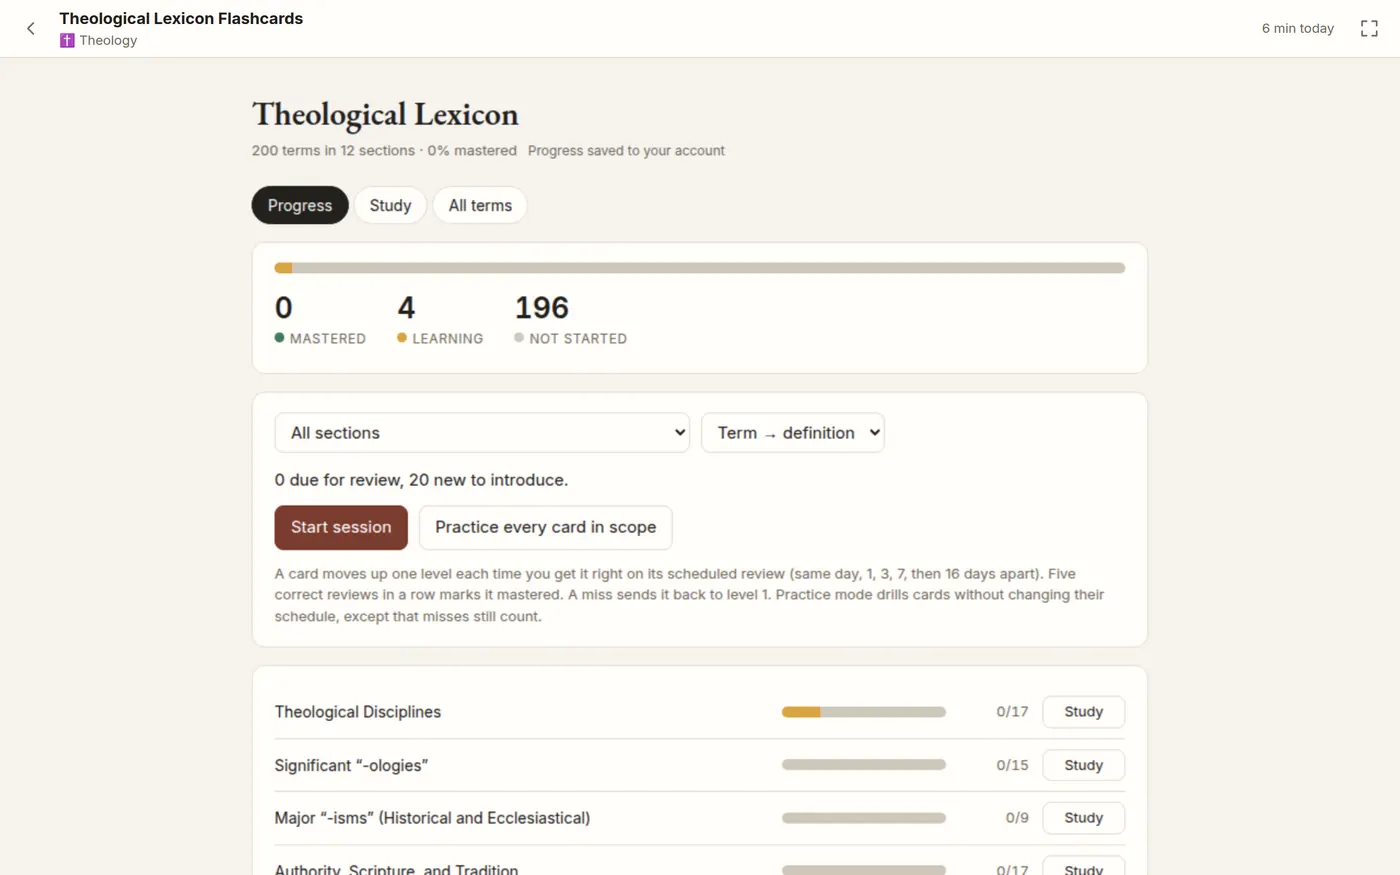 Theological Lexicon Flashcards
✝️ Theology
6 min today
Theological Lexicon
200 terms in 12 sections · 0% mastered Progress saved to your account
Progress Study All terms
0 4 196
MASTERED LEARNING NOT STARTED
All sections Term → definition
0 due for review, 20 new to introduce.
Start session Practice every card in scope
A card moves up one level each time you get it right on its scheduled review (same day, 1, 3, 7, then 16 days apart). Five
correct reviews in a row marks it mastered. A miss sends it back to level 1. Practice mode drills cards without changing their
schedule, except that misses still count.
Theological Disciplines 0/17 Study
Significant “-ologies” 0/15 Study
Major “-isms” (Historical and Ecclesiastical) 0/9 Study
Authority, Scripture, and Tradition 0/17 Study